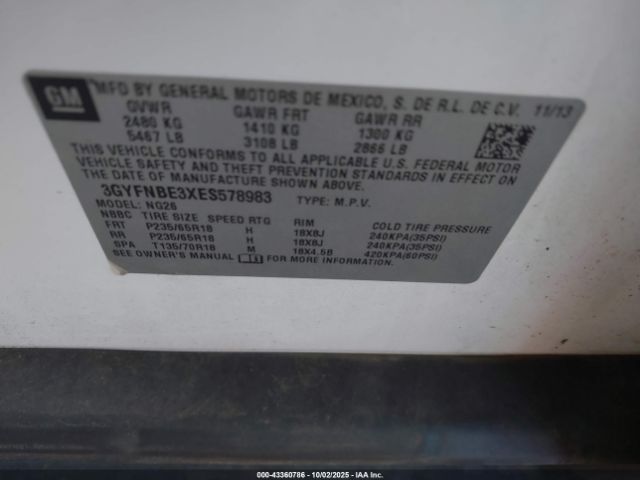 GM
MFD BY GENERAL MOTORS DE MEXICO, S. DE R.L. DE C.V. 11/13
GVWR GAWR FRT GAWR RR
2480 KG 1410 KG 1300 KG
5467 LB 3108 LB 2866 LB
THIS VEHICLE CONFORMS TO ALL APPLICABLE U.S. FEDERAL MOTOR
VEHICLE SAFETY AND THEFT PREVENTION STANDARDS IN EFFECT ON
THE DATE OF MANUFACTURE SHOWN ABOVE.
3GYFNBE3XES578983 TYPE: M.P.V.
MODEL: NG26
NBBC TIRE SIZE SPEED RTG RIM COLD TIRE PRESSURE
FRT P235/65R18 H 18X8J 240KPA(35PSI)
RR P235/65R18 H 18X8J 240KPA(35PSI)
SPA T135/70R18 M 18X4.5B 420KPA(60PSI)
SEE OWNER'S MANUAL FOR MORE INFORMATION.
000-43360786 - 10/02/2025 - IAA Inc.